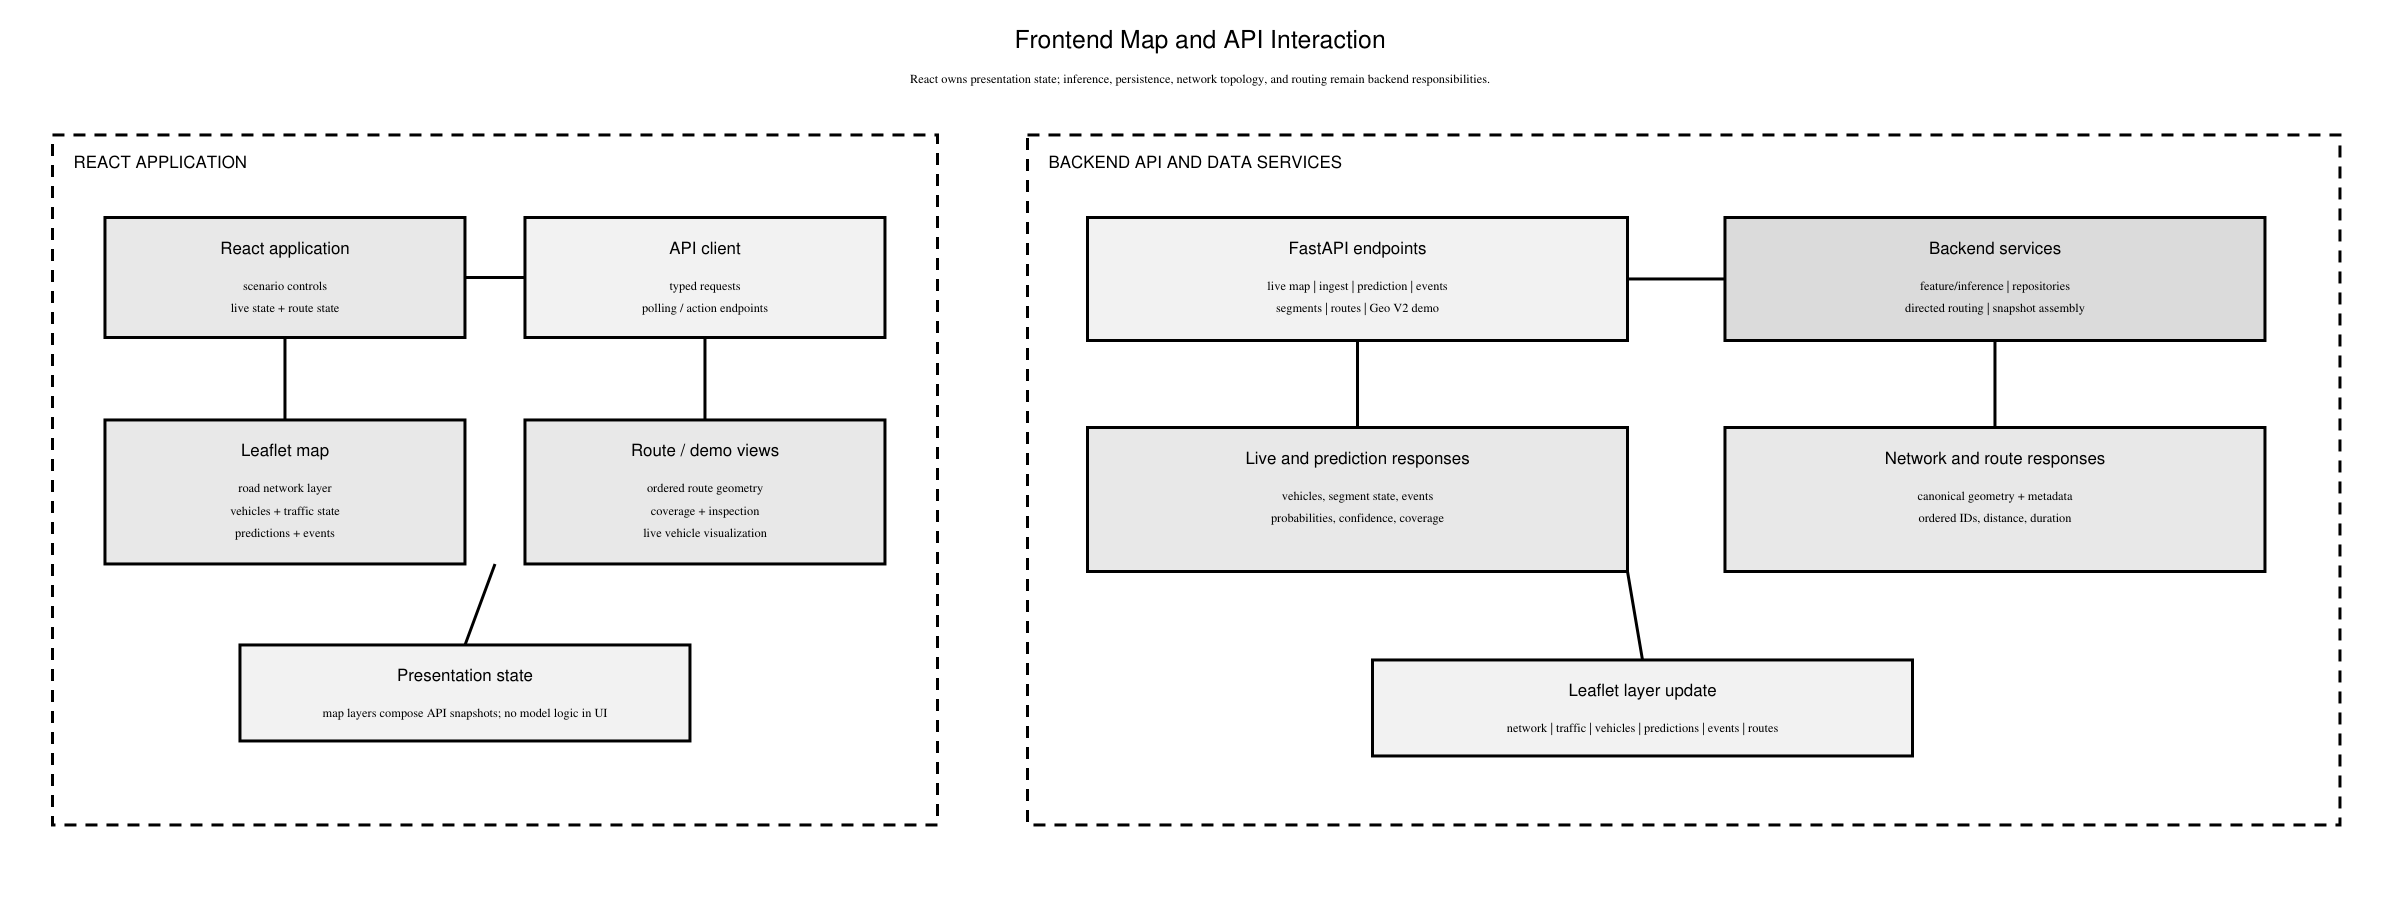 Frontend Map and API Interaction
React owns presentation state; inference, persistence, network topology, and routing remain backend responsibilities.
REACT APPLICATION
React application
scenario controls
live state + route state
API client
typed requests
polling / action endpoints
Leaflet map
road network layer
vehicles + traffic state
predictions + events
Route / demo views
ordered route geometry
coverage + inspection
live vehicle visualization
Presentation state
map layers compose API snapshots; no model logic in UI
BACKEND API AND DATA SERVICES
FastAPI endpoints
live map | ingest | prediction | events
segments | routes | Geo V2 demo
Backend services
feature/inference | repositories
directed routing | snapshot assembly
Live and prediction responses
vehicles, segment state, events
probabilities, confidence, coverage
Network and route responses
canonical geometry + metadata
ordered IDs, distance, duration
Leaflet layer update
network | traffic | vehicles | predictions | events | routes